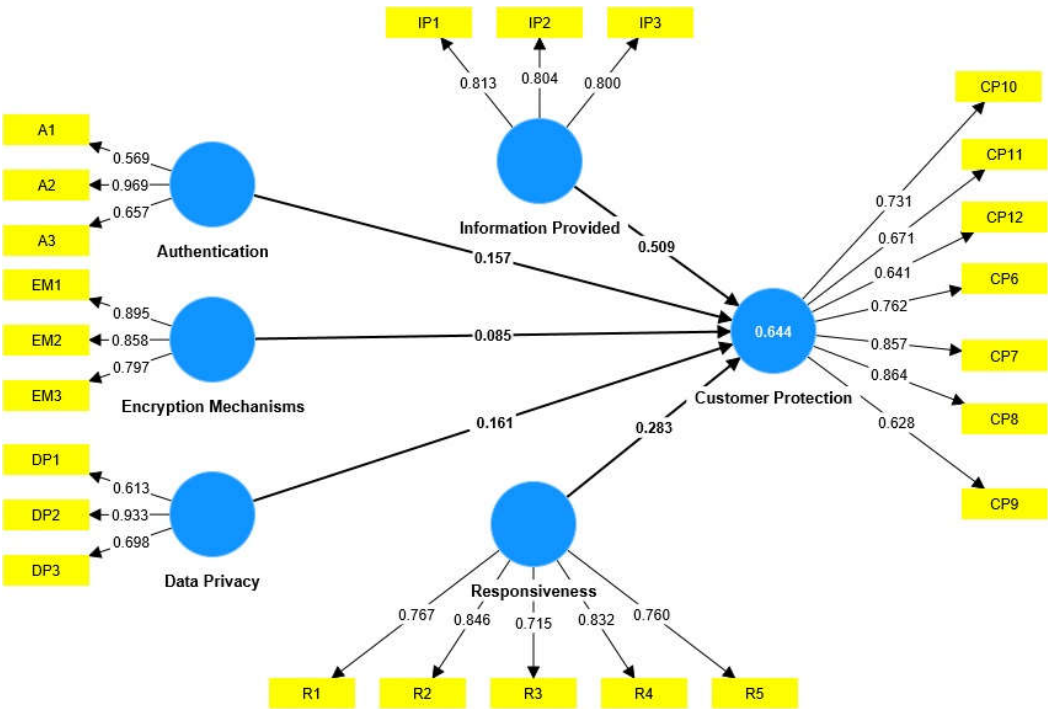 IP1
IP2
IP3
0.813
0.804
0.800
CP10
A1
0.569
A2
0.969
0.657
A3
Authentication
Information Provided
0.157
0.509
0.731
CP11
0.671
CP12
0.641
CP6
0.762
EM1
0.895
EM2
0.858
0.797
EM3
Encryption Mechanisms
0.085
0.644
Customer Protection
0.857
CP7
0.864
CP8
0.628
CP9
DP1
0.613
DP2
0.933
0.698
DP3
Data Privacy
0.161
0.283
Responsiveness
0.767
0.846
0.715
0.832
0.760
R1
R2
R3
R4
R5